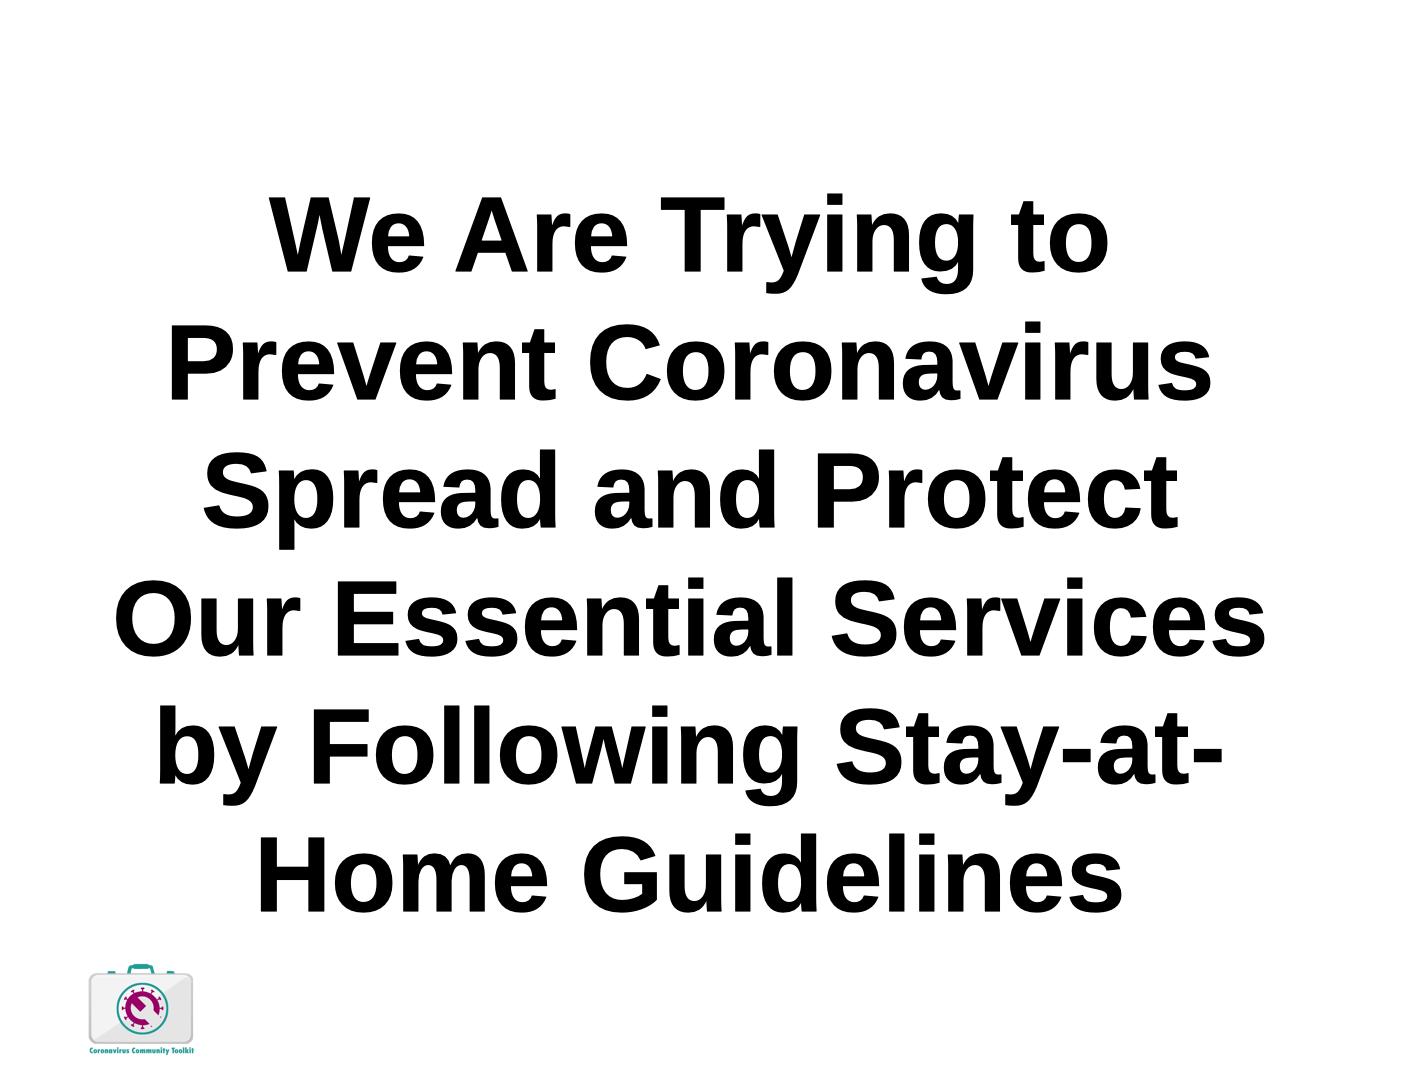 We Are Trying to
Prevent Coronavirus
Spread and Protect
Our Essential Services
by Following Stay-at-
Home Guidelines
Coronavirus Community Toolkit